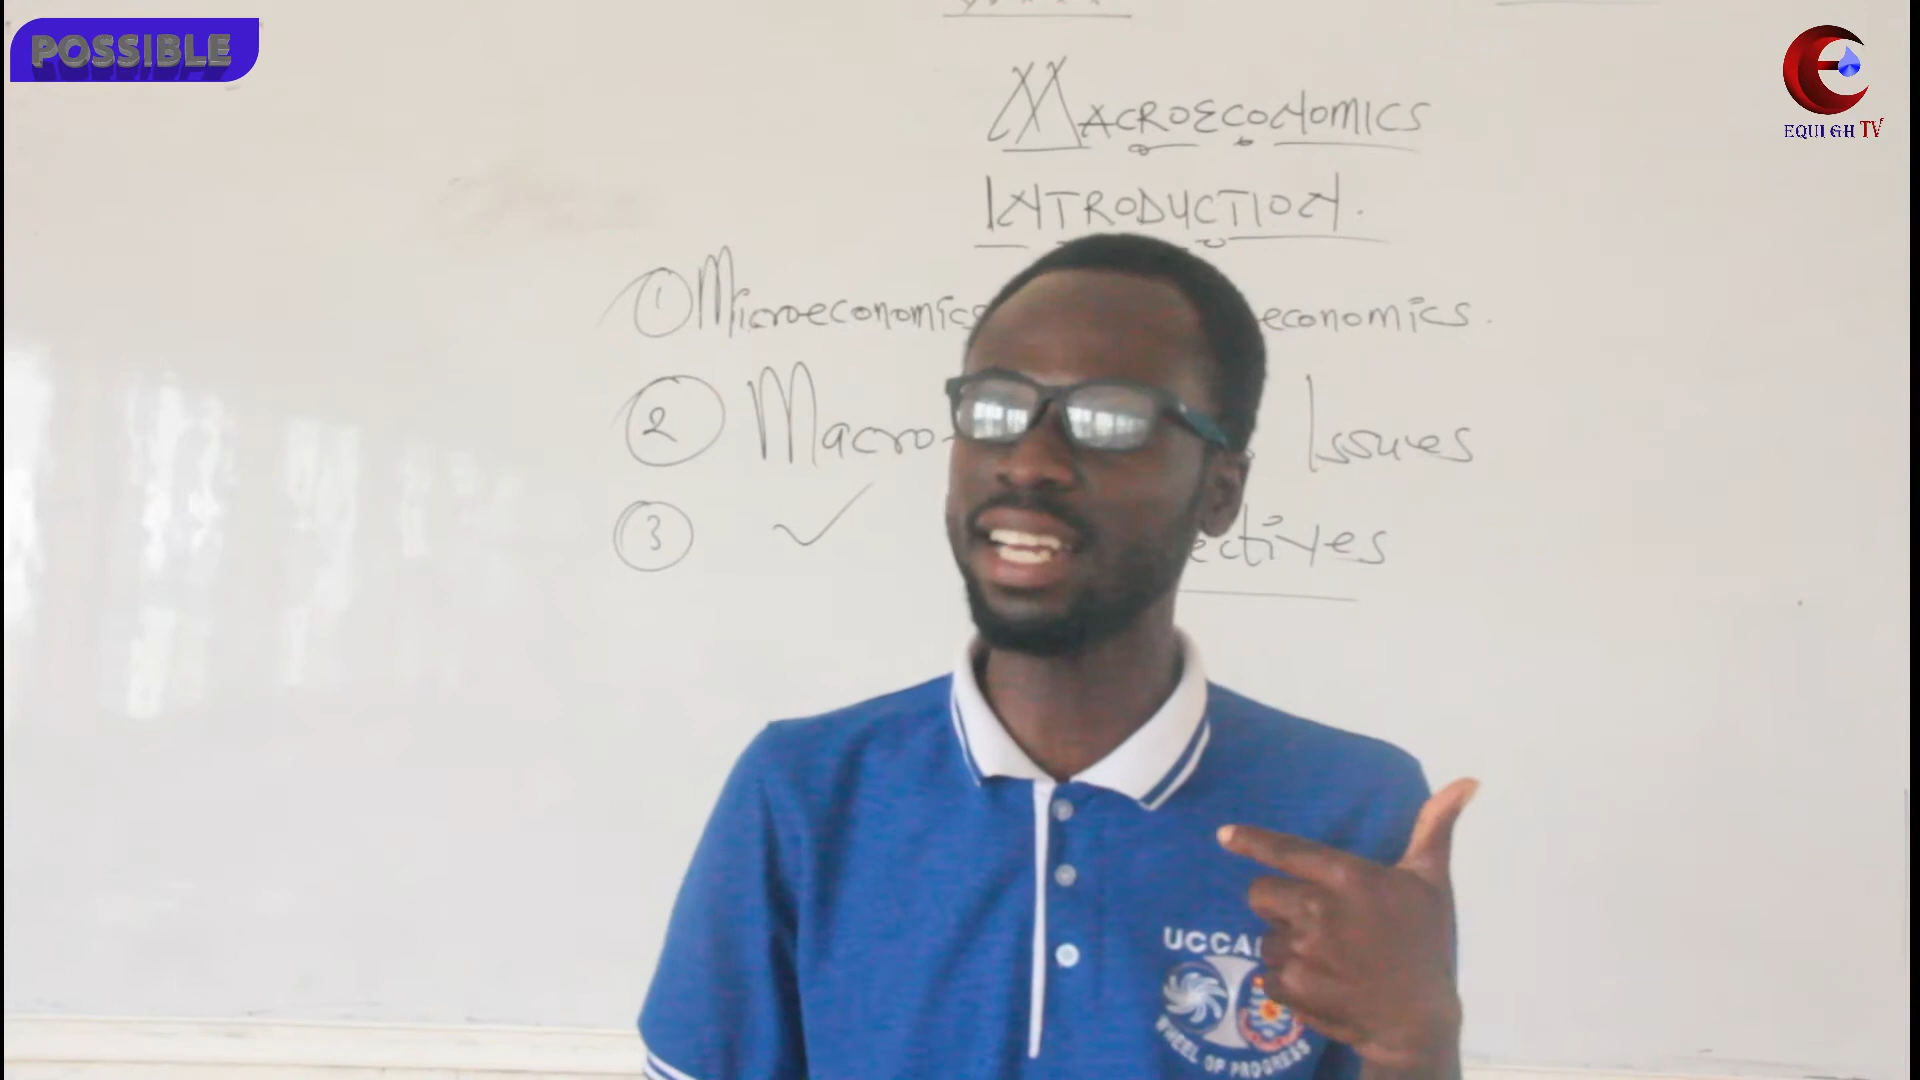 POSSIBLE
EQUI GH TV
MACROECONOMICS
INTRODUCTION.
① Microeconomics economics.
② Macro- Issues
③ ✓ ectives
UCCA
WHEEL OF PROGRESS